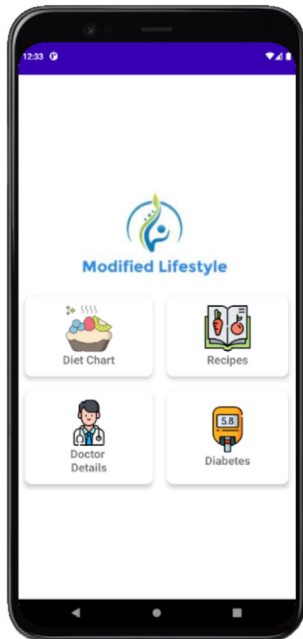 12:33
Modified Lifestyle
Diet Chart
Recipes
5.8
Doctor
Details
Diabetes